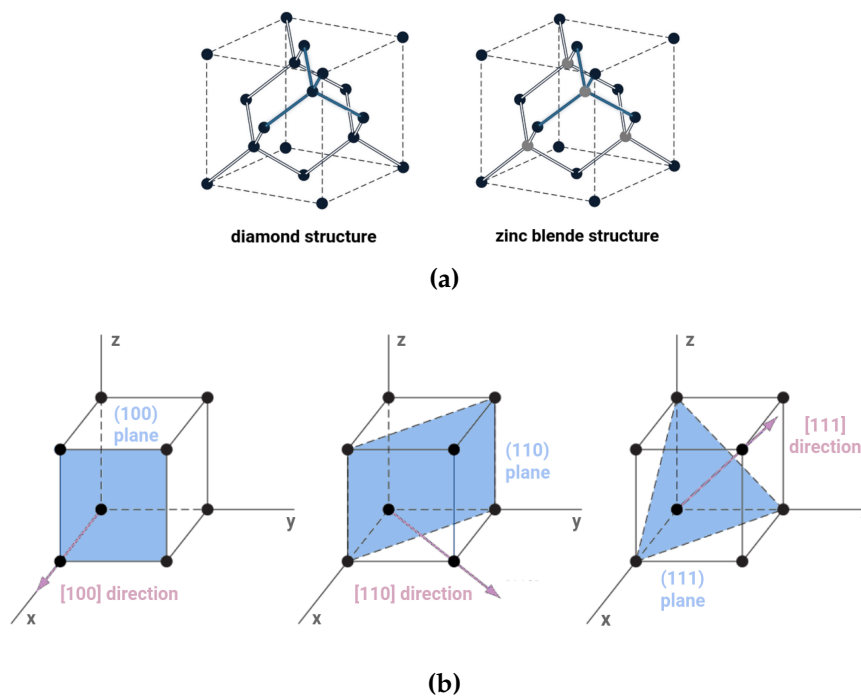 diamond structure
zinc blende structure
(a)
z
(100)
plane
y
[100] direction
x
z
(110)
plane
y
[110] direction
x
z
[111]
direction
(111)
plane
x
(b)